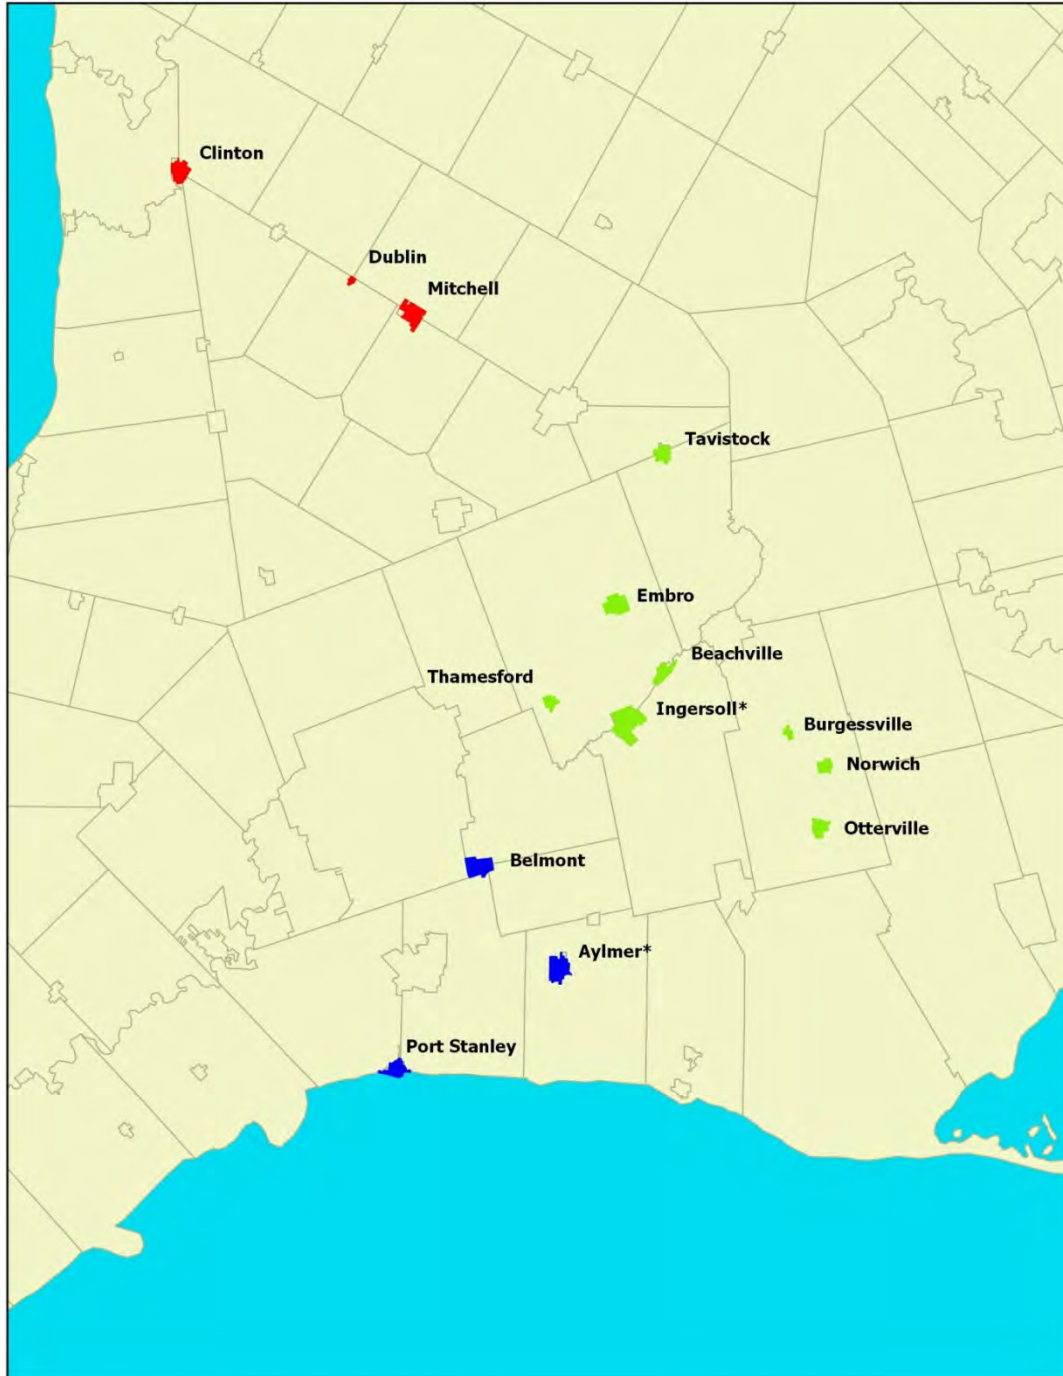 Clinton
Dublin
Mitchell
Tavistock
Embro
Beachville
Thamesford
Ingersoll*
Burgessville
Norwich
Otterville
Belmont
Aylmer*
Port Stanley